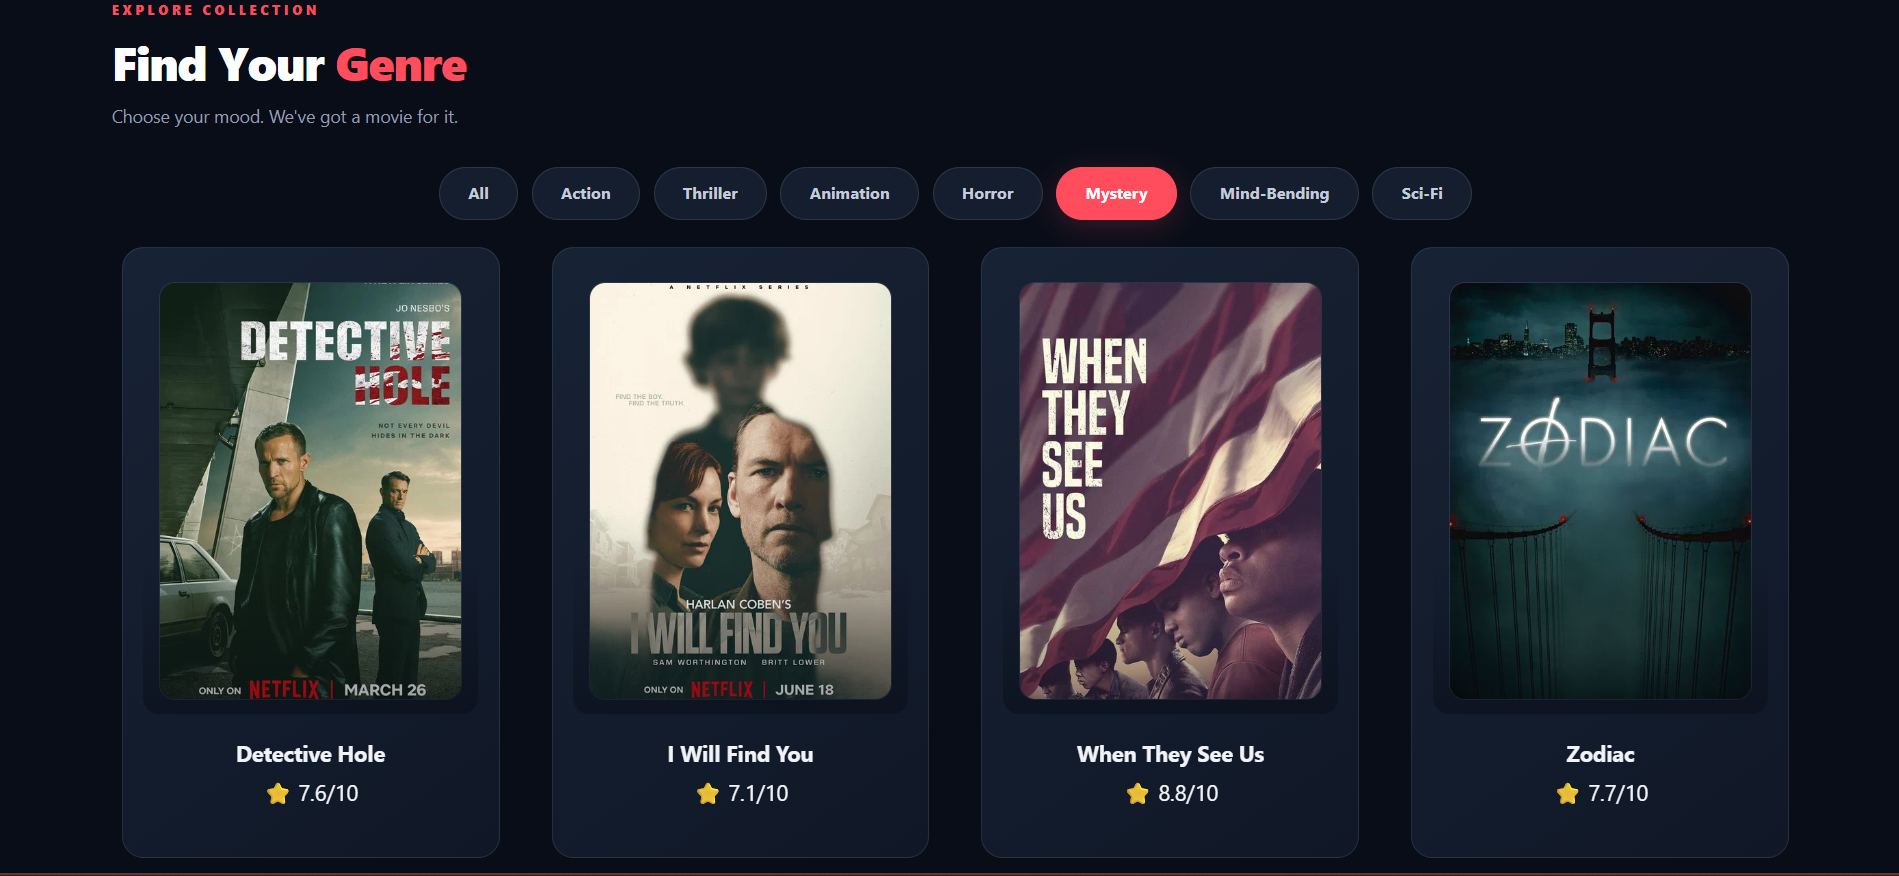 EXPLORE COLLECTION
Find Your Genre
Choose your mood. We've got a movie for it.
All
Action
Thriller
Animation
Horror
Mystery
Mind-Bending
Sci-Fi
JO NESBO'S
DETECTIVE
HOLE
NOT EVERY DEVIL
HIDES IN THE DARK
ONLY ON NETFLIX | MARCH 26
Detective Hole
7.6/10
A NETFLIX SERIES
FIND THE BOY.
FIND THE TRUTH.
HARLAN COBEN'S
I WILL FIND YOU
SAM WORTHINGTON BRITT LOWER
ONLY ON NETFLIX | JUNE 18
I Will Find You
7.1/10
WHEN
THEY
SEE
US
When They See Us
8.8/10
ZODIAC
Zodiac
7.7/10